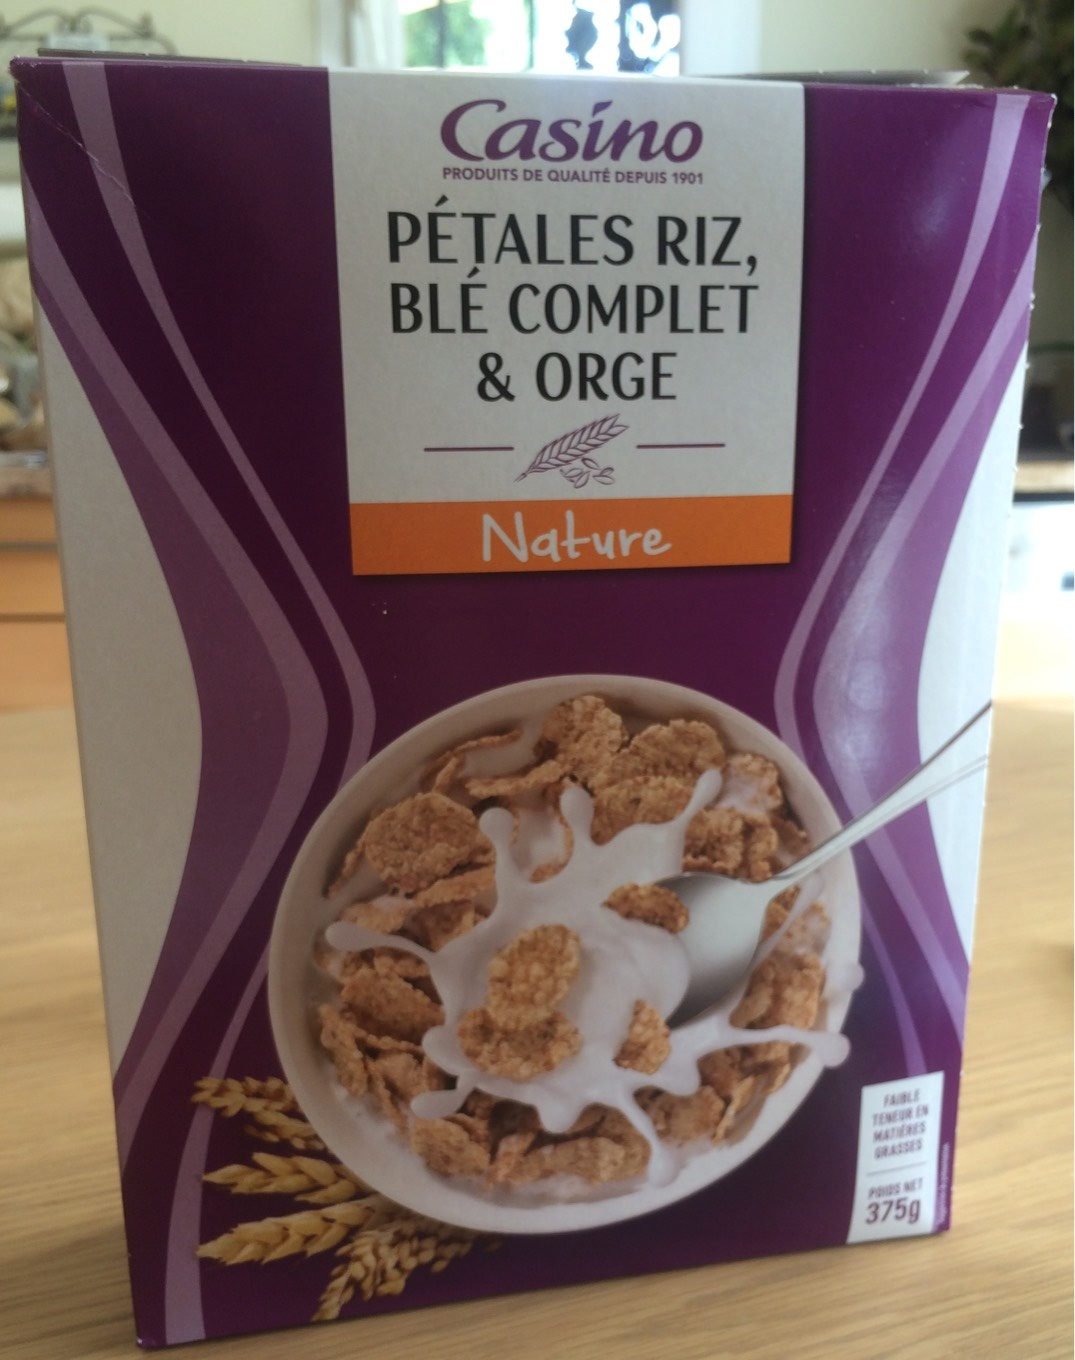 Casino
PRODUITS DE QUALITÉ DEPUIS 1901
PÉTALES RIZ,
BLÉ COMPLET
& ORGE
Nature
FAIBLE
TENEUR EN
MATIÈRES
GRASSES
POIDS NET
375g